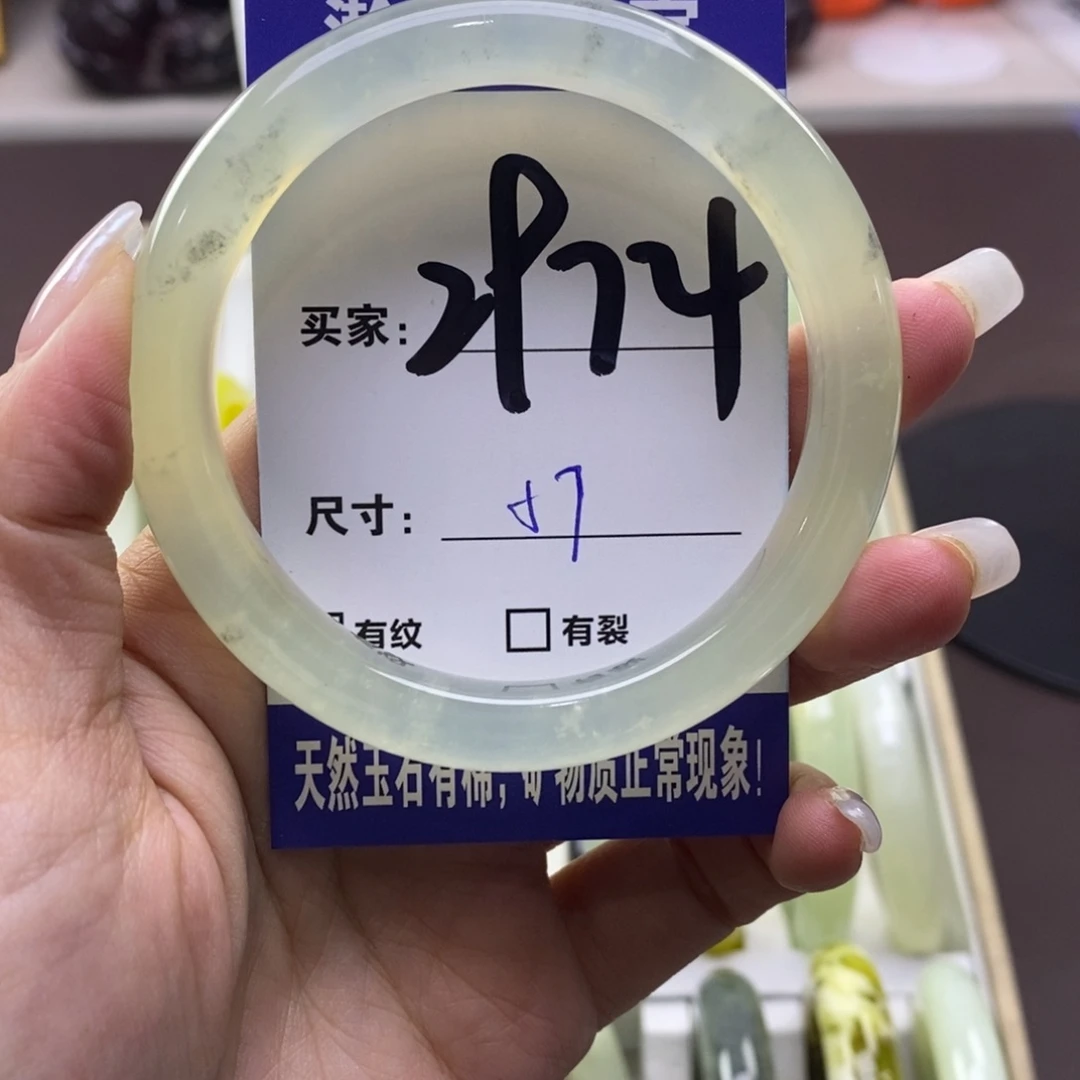 买家：2974
尺寸：57
有纹 □有裂
天然玉石有棉，矿物质正常现象！